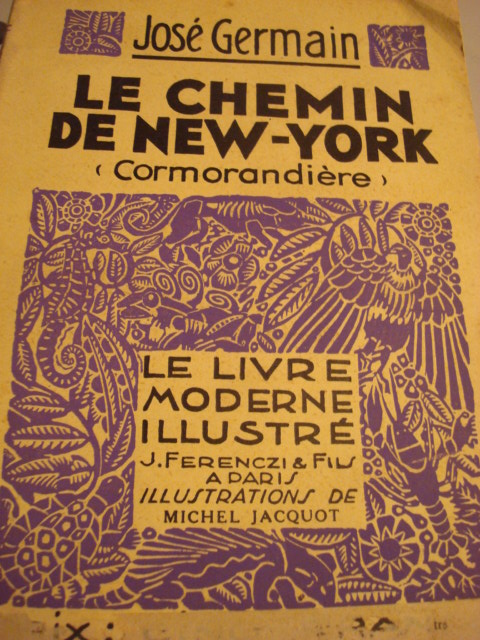 José Germain
LE CHEMIN
DE NEW-YORK
( Cormorandière )
LE LIVRE
MODERNE
ILLUSTRÉ
J. FERENCZI & FILS
A PARIS
ILLUSTRATIONS DE
MICHEL JACQUOT